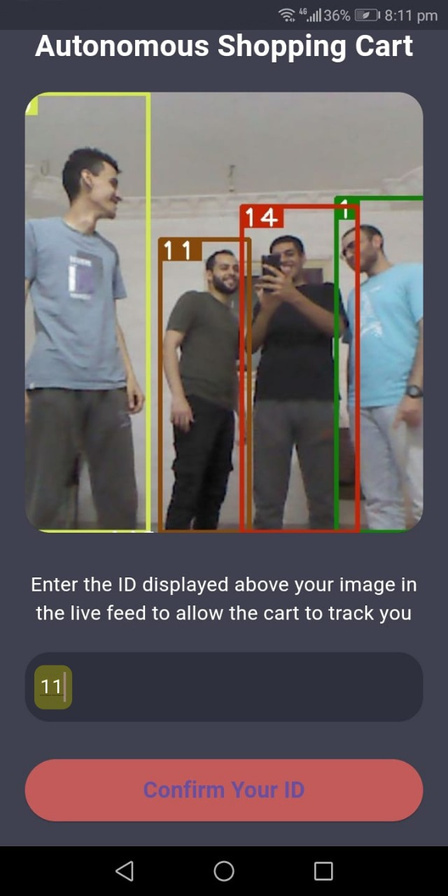 36% 8:11 pm
Autonomous Shopping Cart
11
14
1
Enter the ID displayed above your image in
the live feed to allow the cart to track you
11
Confirm Your ID